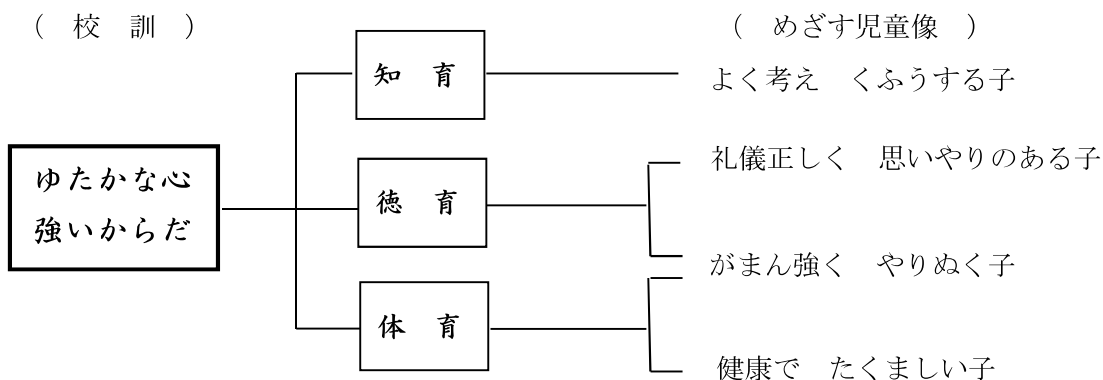 （　校　訓　）
（　めざす児童像　）
ゆたかな心
強いからだ
知　育
徳　育
体　育
よく考え　くふうする子
礼儀正しく　思いやりのある子
がまん強く　やりぬく子
健康で　たくましい子